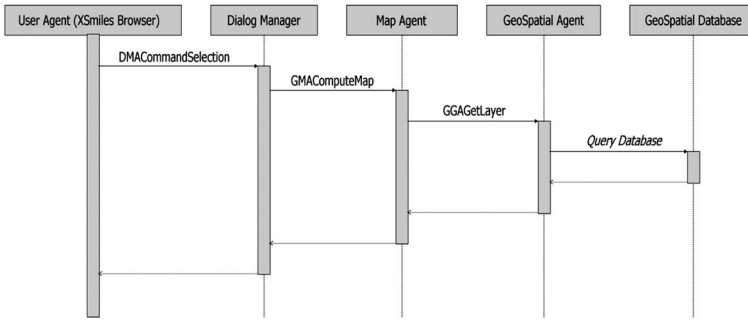 User Agent (XSmiles Browser)
Dialog Manager
Map Agent
GeoSpatial Agent
GeoSpatial Database
DMACommandSelection
GMAComputeMap
GGAGetLayer
Query Database